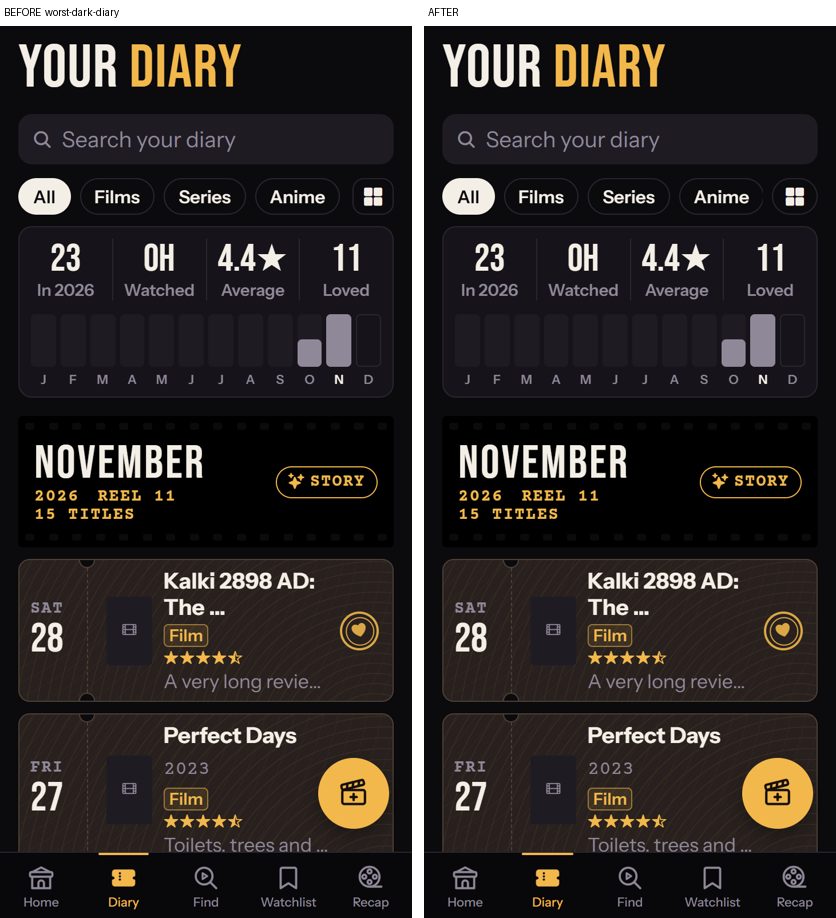 BEFORE worst-dark-diary
YOUR DIARY
Search your diary
All Films Series Anime
23 0H 4.4★ 11
In 2026 Watched Average Loved
J F M A M J J A S O N D
NOVEMBER
2026 REEL 11
15 TITLES
STORY
SAT
28
Kalki 2898 AD:
The ...
Film
★★★★⯪
A very long revie...
FRI
27
Perfect Days
2023
Film
★★★★⯪
Toilets, trees and ...
Home Diary Find Watchlist Recap
AFTER
YOUR DIARY
Search your diary
All Films Series Anime
23 0H 4.4★ 11
In 2026 Watched Average Loved
J F M A M J J A S O N D
NOVEMBER
2026 REEL 11
15 TITLES
STORY
SAT
28
Kalki 2898 AD:
The ...
Film
★★★★⯪
A very long revie...
FRI
27
Perfect Days
2023
Film
★★★★⯪
Toilets, trees and ...
Home Diary Find Watchlist Recap